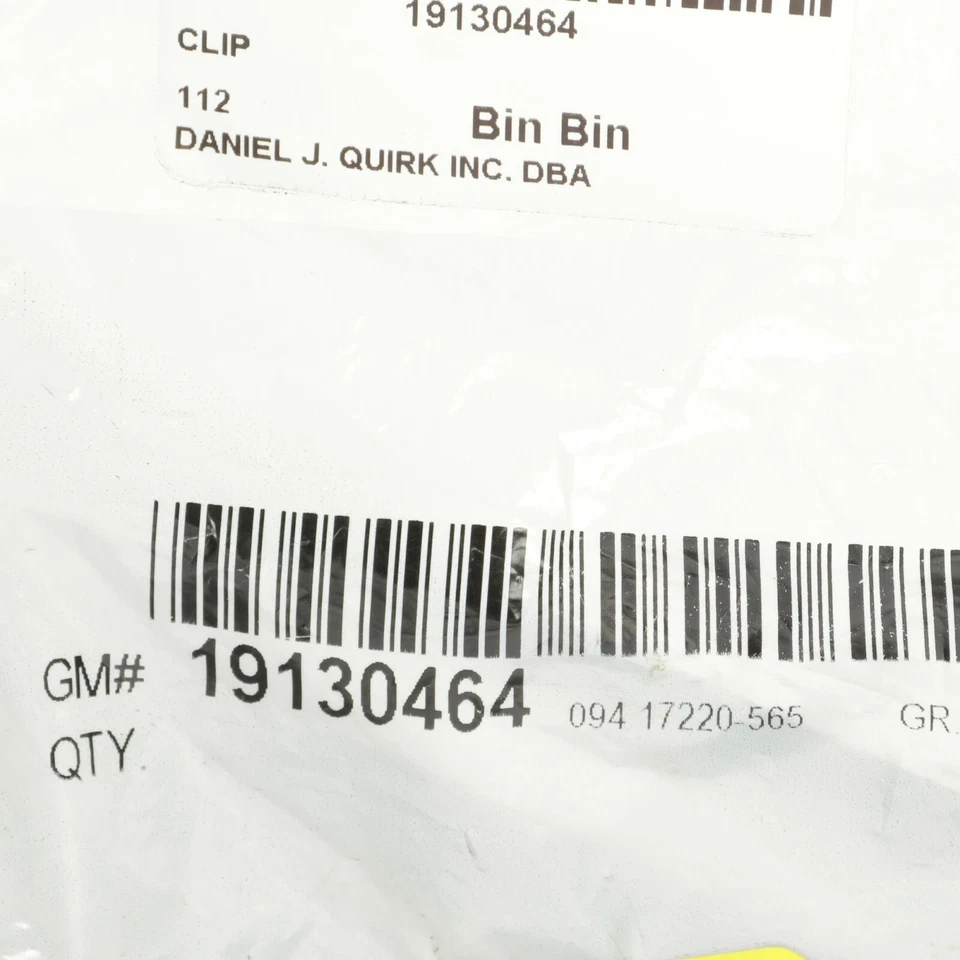 19130464
CLIP
112 Bin Bin
DANIEL J. QUIRK INC. DBA
GM# 19130464 094 17220-565 GR.
QTY.